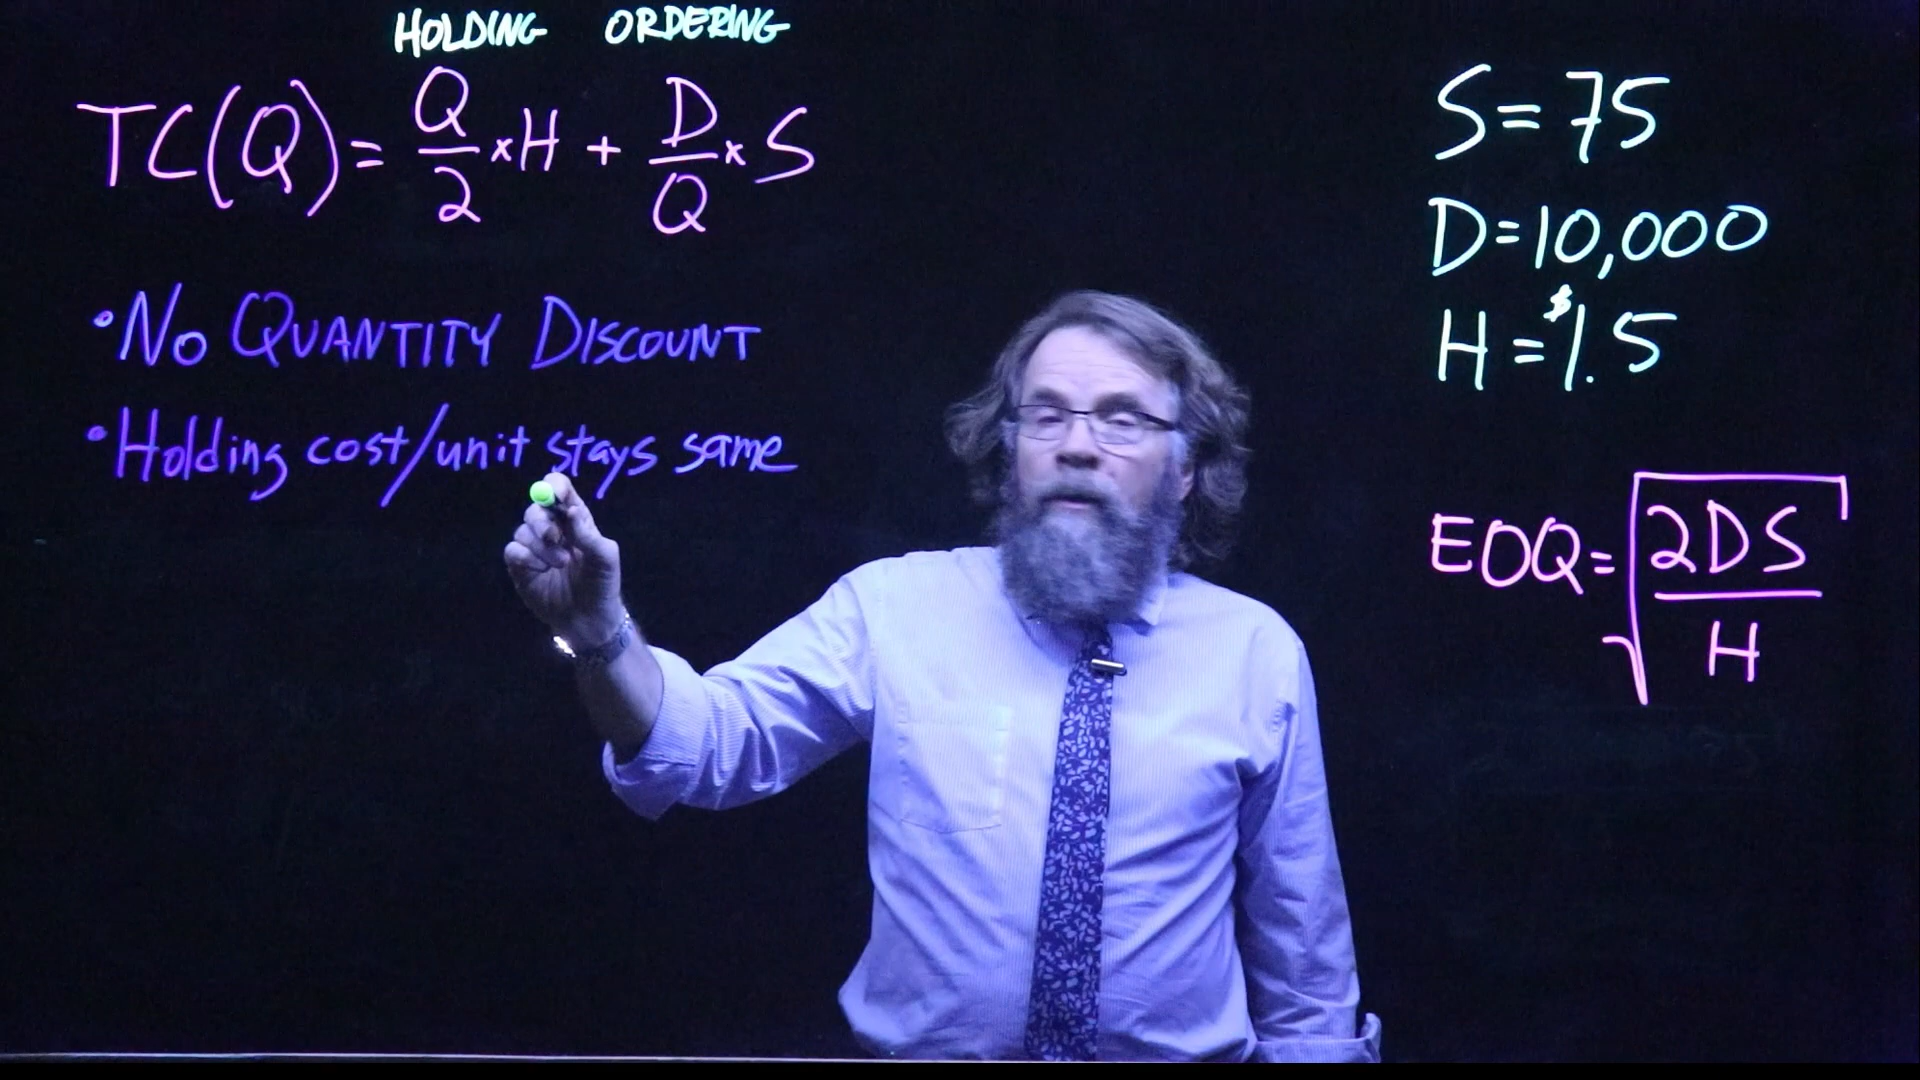 HOLDING ORDERING
TC(Q) = Q/2 × H + D/Q × S
• No QUANTITY DISCOUNT
• Holding cost/unit stays same
S = 75
D = 10,000
H = $1.5
EOQ = √(2DS/H)